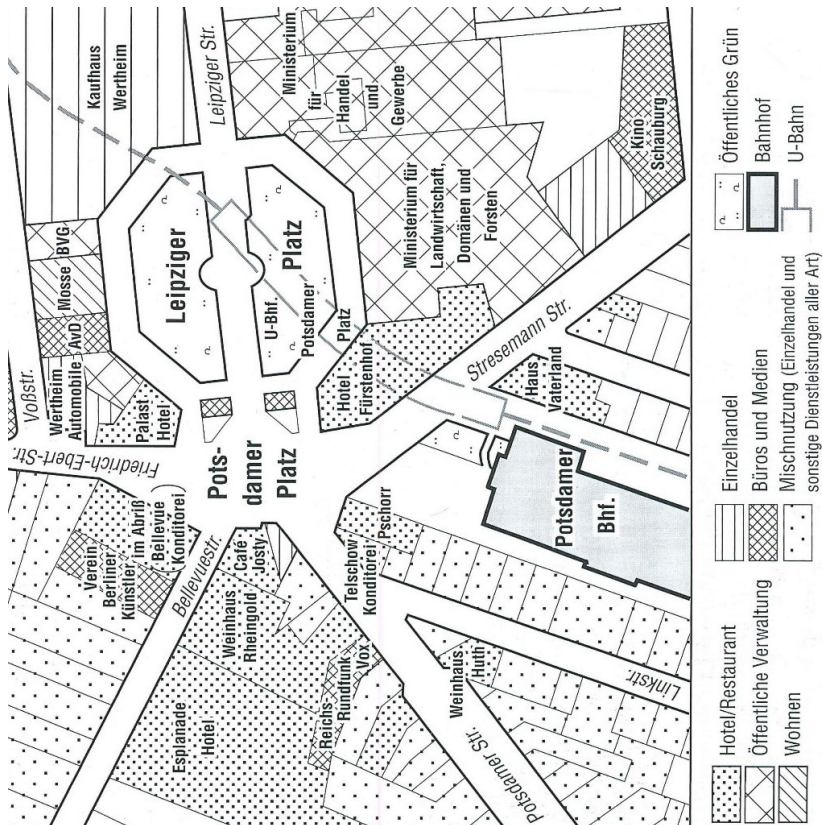 Voßstr.
Kaufhaus
Wertheim
Friedrich-Ebert-Str.
Wertheim
Automobile
AvD
Mosse
BVG
Palast
Hotel
Verein
Berliner
Künstler
im Abriß
Bellevue
Konditorei
Bellevuestr.
Leipziger Str.
Leipziger
Platz
Esplanade
Hotel
Weinhaus
Rheingold
Café
Josty
Pots-
damer
Platz
U-Bhf.
Potsdamer
Platz
Ministerium
für
Handel
und
Gewerbe
Reichs-
Rundfunk
Vox
Telschow
Konditorei
Pschorr
Hotel
Fürstenhof
Ministerium für
Landwirtschaft,
Domänen und
Forsten
Potsdamer Str.
Weinhaus
Huth
Stresemann Str.
Haus
Vaterland
Kino
Schauburg
Linkstr.
Potsdamer
Bhf.
Hotel/Restaurant
Öffentliche Verwaltung
Wohnen
Einzelhandel
Büros und Medien
Mischnutzung (Einzelhandel und
sonstige Dienstleistungen aller Art)
Öffentliches Grün
Bahnhof
U-Bahn